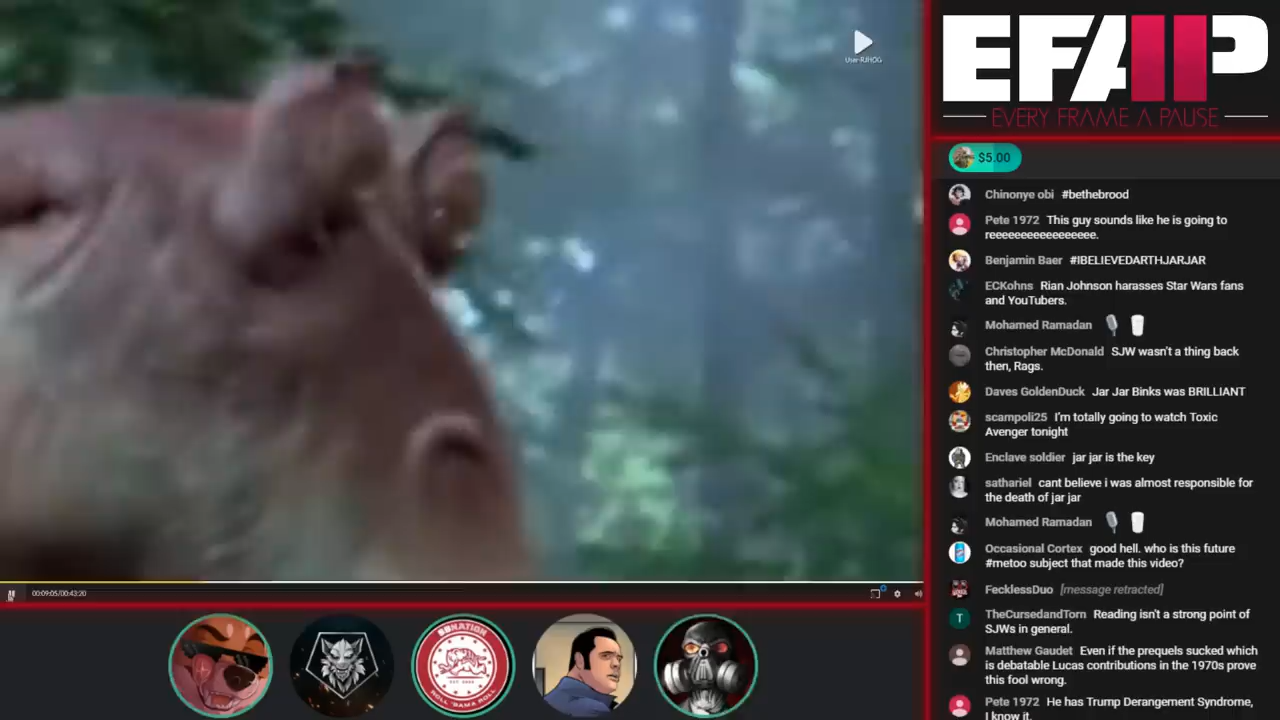 User-RJHOG
EFAP
EVERY FRAME A PAUSE
$5.00
Chinonye obi #bethebrood
Pete 1972 This guy sounds like he is going to
reeeeeeeeeeeeeeeee.
Benjamin Baer #IBELIEVEDARTHJARJAR
ECKohns Rian Johnson harasses Star Wars fans
and YouTubers.
Mohamed Ramadan
Christopher McDonald SJW wasn't a thing back
then, Rags.
Daves GoldenDuck Jar Jar Binks was BRILLIANT
scampoli25 I'm totally going to watch Toxic
Avenger tonight
Enclave soldier jar jar is the key
sathariel cant believe i was almost responsible for
the death of jar jar
Mohamed Ramadan
Occasional Cortex good hell. who is this future
#metoo subject that made this video?
FecklessDuo [message retracted]
T
TheCursedandTorn Reading isn't a strong point of
SJWs in general.
Matthew Gaudet Even if the prequels sucked which
is debatable Lucas contributions in the 1970s prove
this fool wrong.
Pete 1972 He has Trump Derangement Syndrome,
I know it.
00:09:05/00:43:20
NATION
ROLL 'BAMA ROLL